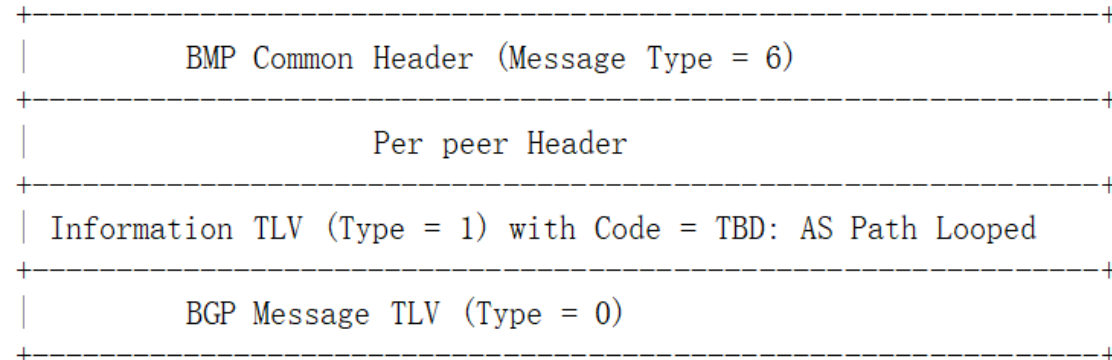 +----------------------------------------------------------------+
| BMP Common Header (Message Type = 6)
+----------------------------------------------------------------+
| Per peer Header
+----------------------------------------------------------------+
| Information TLV (Type = 1) with Code = TBD: AS Path Looped
+----------------------------------------------------------------+
| BGP Message TLV (Type = 0)
+----------------------------------------------------------------+